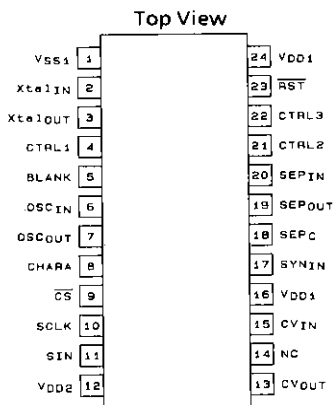 Top View
VSS1 1 24 VDD1
XtalIN 2 23 RST
XtalOUT 3 22 CTRL3
CTRL1 4 21 CTRL2
BLANK 5 20 SEPIN
OSCIN 6 19 SEPOUT
OSCOUT 7 18 SEPC
CHARA 8 17 SYNIN
CS 9 16 VDD1
SCLK 10 15 CVIN
SIN 11 14 NC
VDD2 12 13 CVOUT